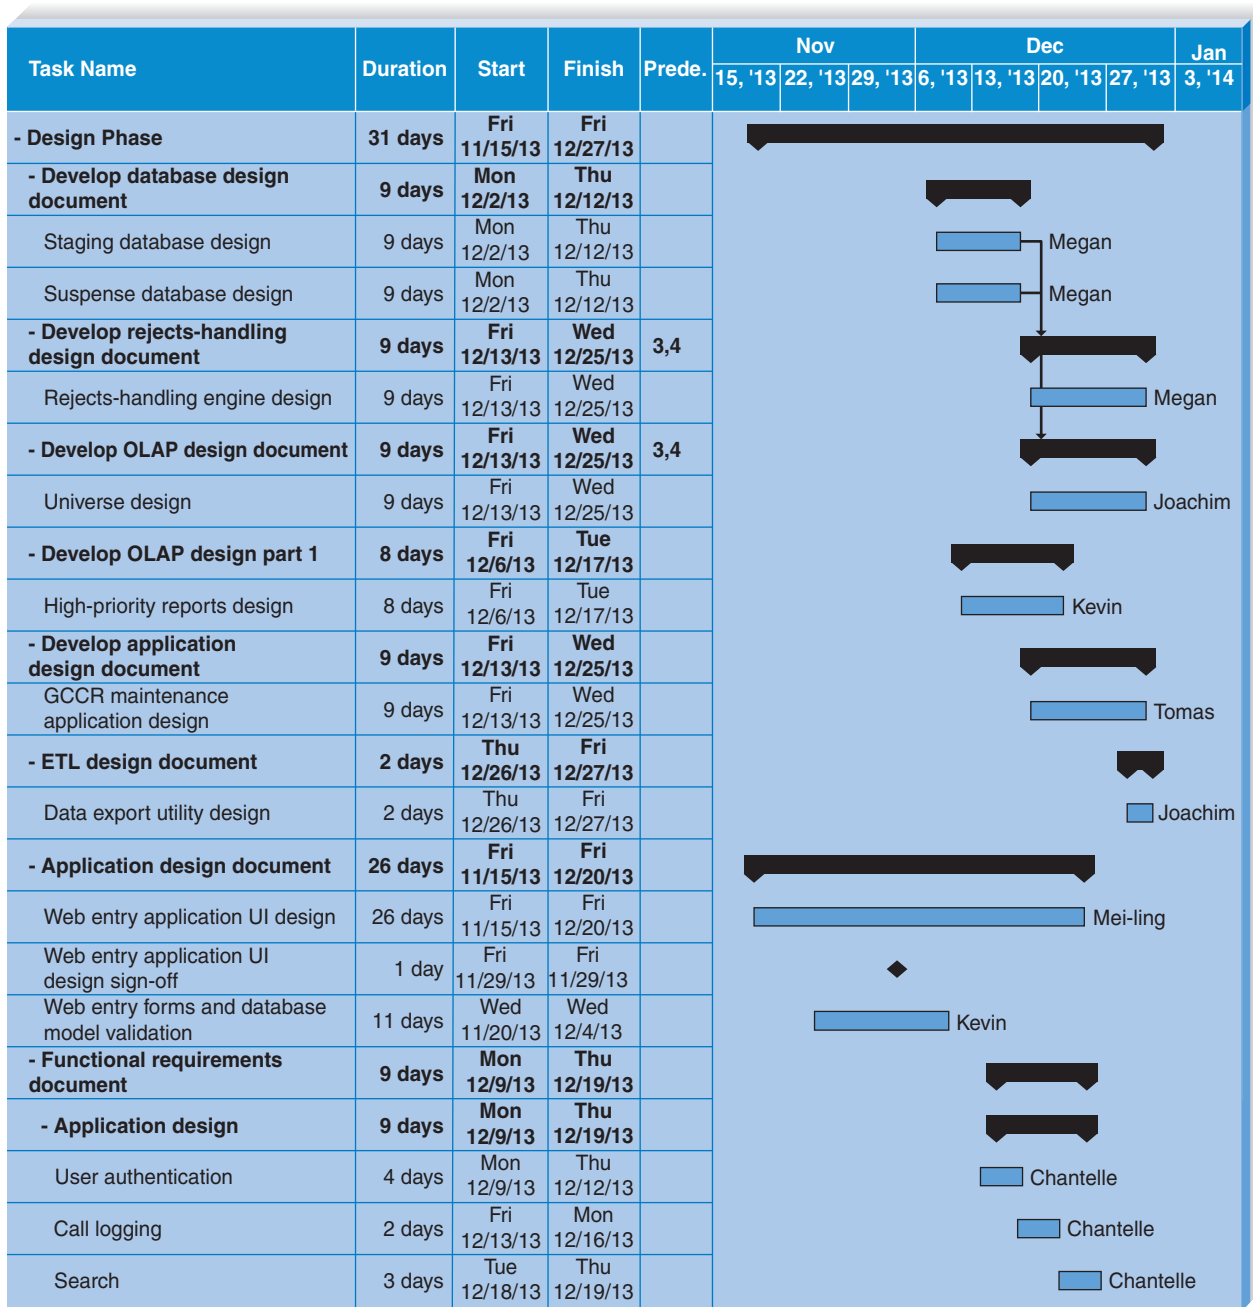 Task Name Duration Start Finish Prede. Nov Dec Jan
15, '13 22, '13 29, '13 6, '13 13, '13 20, '13 27, '13 3, '14
- Design Phase 31 days Fri 11/15/13 Fri 12/27/13
- Develop database design document 9 days Mon 12/2/13 Thu 12/12/13
Staging database design 9 days Mon 12/2/13 Thu 12/12/13 Megan
Suspense database design 9 days Mon 12/2/13 Thu 12/12/13 Megan
- Develop rejects-handling design document 9 days Fri 12/13/13 Wed 12/25/13 3,4
Rejects-handling engine design 9 days Fri 12/13/13 Wed 12/25/13 Megan
- Develop OLAP design document 9 days Fri 12/13/13 Wed 12/25/13 3,4
Universe design 9 days Fri 12/13/13 Wed 12/25/13 Joachim
- Develop OLAP design part 1 8 days Fri 12/6/13 Tue 12/17/13
High-priority reports design 8 days Fri 12/6/13 Tue 12/17/13 Kevin
- Develop application design document 9 days Fri 12/13/13 Wed 12/25/13
GCCR maintenance application design 9 days Fri 12/13/13 Wed 12/25/13 Tomas
- ETL design document 2 days Thu 12/26/13 Fri 12/27/13
Data export utility design 2 days Thu 12/26/13 Fri 12/27/13 Joachim
- Application design document 26 days Fri 11/15/13 Fri 12/20/13
Web entry application UI design 26 days Fri 11/15/13 Fri 12/20/13 Mei-ling
Web entry application UI design sign-off 1 day Fri 11/29/13 Fri 11/29/13
Web entry forms and database model validation 11 days Wed 11/20/13 Wed 12/4/13 Kevin
- Functional requirements document 9 days Mon 12/9/13 Thu 12/19/13
- Application design 9 days Mon 12/9/13 Thu 12/19/13
User authentication 4 days Mon 12/9/13 Thu 12/12/13 Chantelle
Call logging 2 days Fri 12/13/13 Mon 12/16/13 Chantelle
Search 3 days Tue 12/18/13 Thu 12/19/13 Chantelle